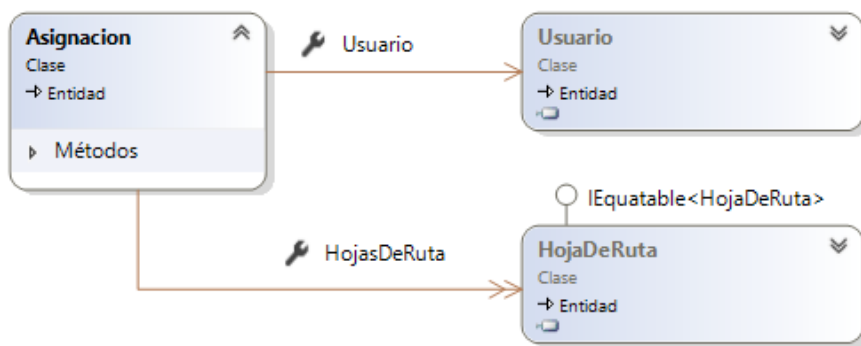 Asignacion
Clase
Entidad
Métodos
Usuario
Usuario
Clase
Entidad
IEquatable<HojaDeRuta>
HojasDeRuta
HojaDeRuta
Clase
Entidad